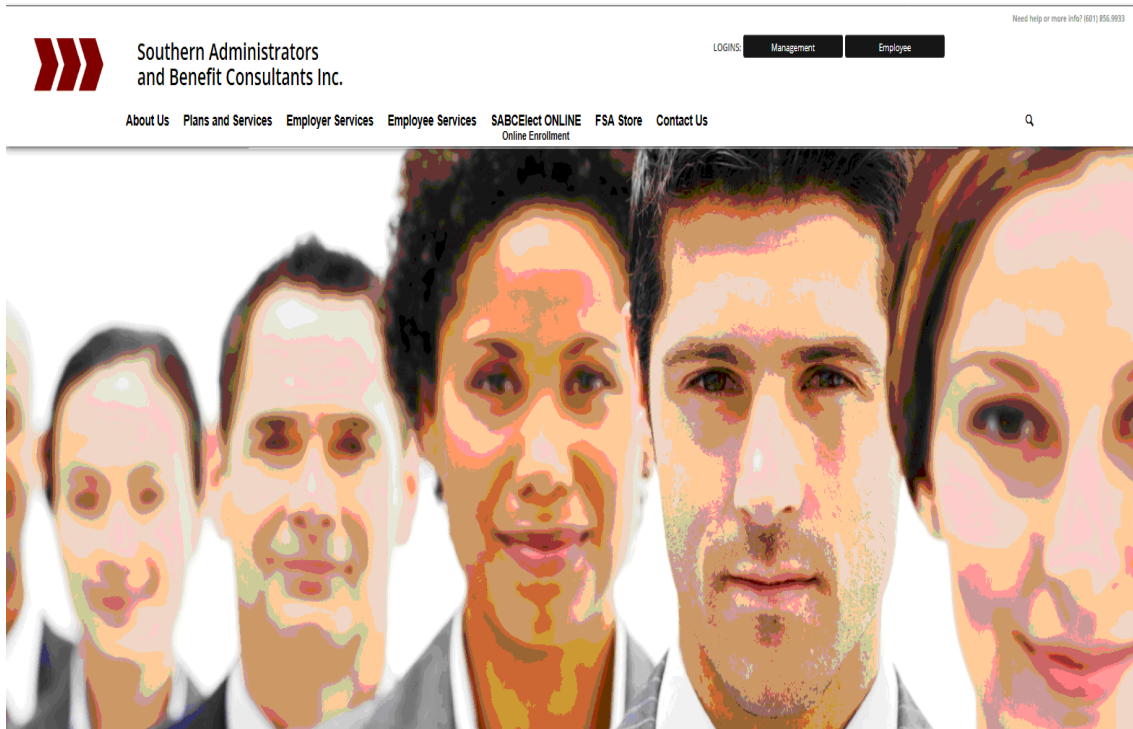 Need help or more info? (601) 856.9933
Southern Administrators
and Benefit Consultants Inc.
LOGINS: Management Employee
About Us Plans and Services Employer Services Employee Services SABCElect ONLINE FSA Store Contact Us
Online Enrollment